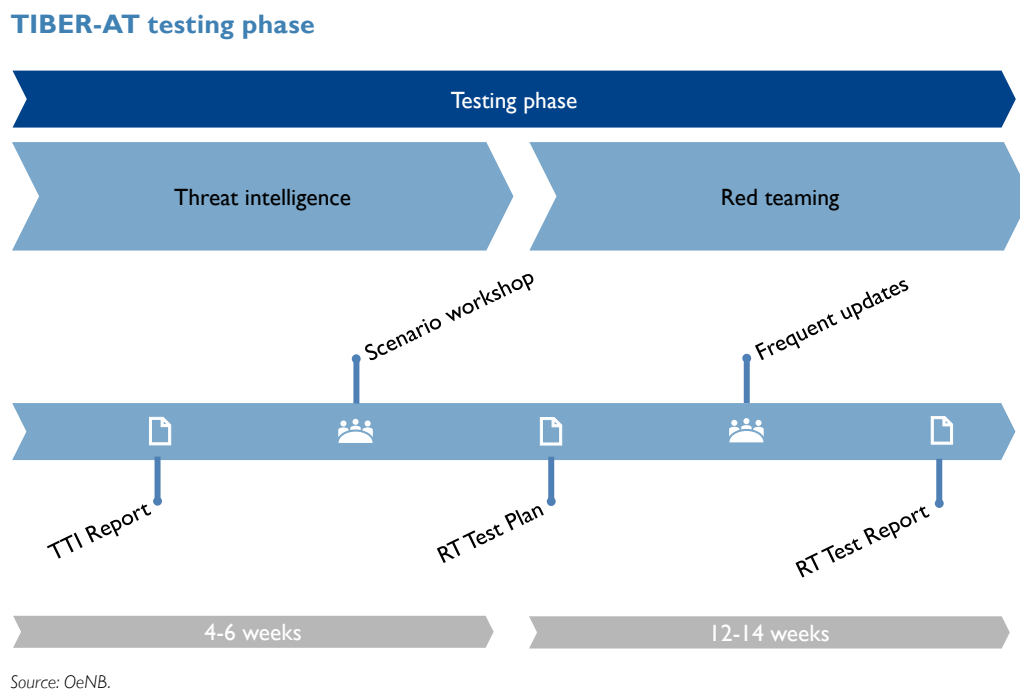 TIBER-AT testing phase
Testing phase
Threat intelligence
Red teaming
Scenario workshop
Frequent updates
TTI Report
RT Test Plan
RT Test Report
4-6 weeks
12-14 weeks
Source: OeNB.